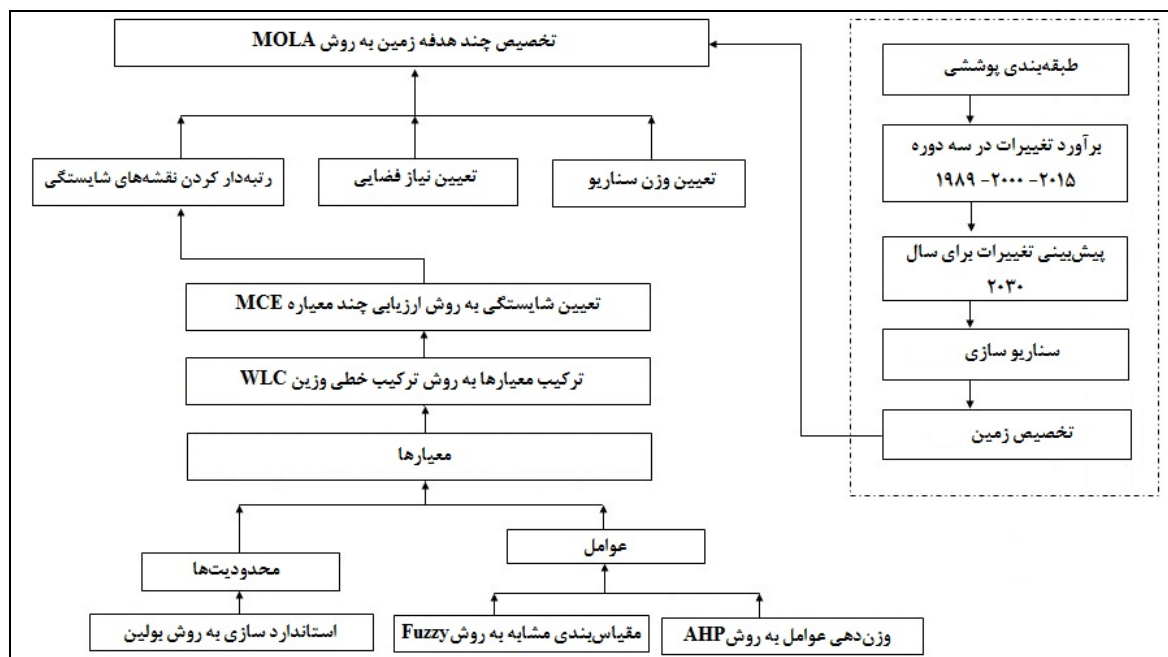 تخصیص چند هدفه زمین به روش MOLA
طبقه‌بندی پوششی
برآورد تغییرات در سه دوره
۲۰۱۵- ۲۰۰۰- ۱۹۸۹
پیش‌بینی تغییرات برای سال
۲۰۳۰
سناریو سازی
تخصیص زمین
تعیین وزن سناریو
تعیین نیاز فضایی
رتبه‌دار کردن نقشه‌های شایستگی
تعیین شایستگی به روش ارزیابی چند معیاره MCE
ترکیب معیارها به روش ترکیب خطی وزین WLC
معیارها
عوامل
محدودیت‌ها
وزن‌دهی عوامل به روش AHP
مقیاس‌بندی مشابه به روش Fuzzy
استاندارد سازی به روش بولین